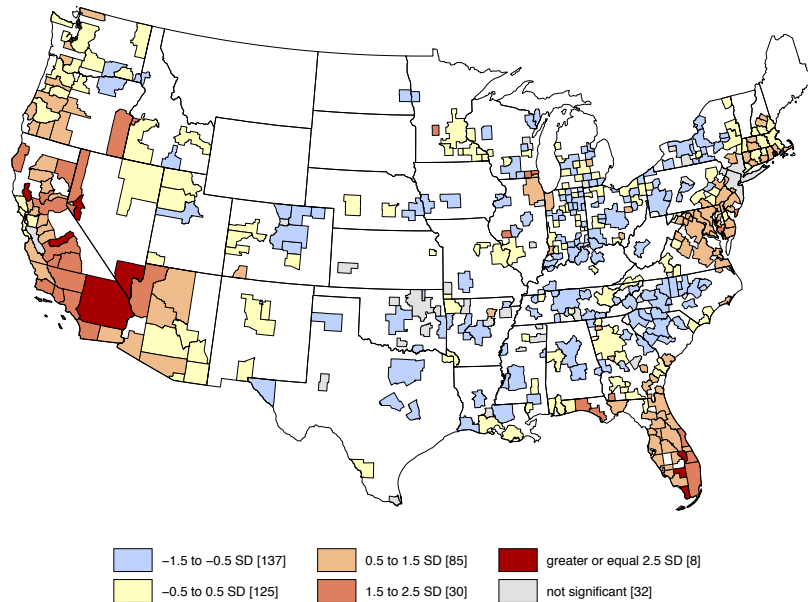 −1.5 to −0.5 SD [137]
0.5 to 1.5 SD [85]
greater or equal 2.5 SD [8]
−0.5 to 0.5 SD [125]
1.5 to 2.5 SD [30]
not significant [32]